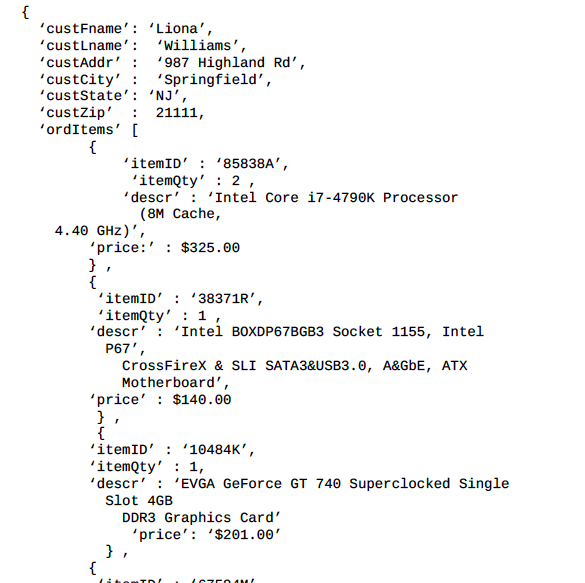 {
‘custFname’: ‘Liona’,
‘custLname’:  ‘Williams’,
‘custAddr’ :  ‘987 Highland Rd’,
‘custCity’ :  ‘Springfield’,
‘custState’: ‘NJ’,
‘custZip’  :  21111,
‘ordItems’ [
{
‘itemID’ : ‘85838A’,
‘itemQty’ : 2 ,
‘descr’ : ‘Intel Core i7-4790K Processor
(8M Cache,
4.40 GHz)’,
‘price:’ : $325.00
} ,
{
‘itemID’ : ‘38371R’,
‘itemQty’ : 1 ,
‘descr’ : ‘Intel BOXDP67BGB3 Socket 1155, Intel
P67’,
CrossFireX & SLI SATA3&USB3.0, A&GbE, ATX
Motherboard’,
‘price’ : $140.00
} ,
{
‘itemID’ : ‘10484K’,
‘itemQty’ : 1,
‘descr’ : ‘EVGA GeForce GT 740 Superclocked Single
Slot 4GB
DDR3 Graphics Card’
‘price’: ‘$201.00’
} ,
{